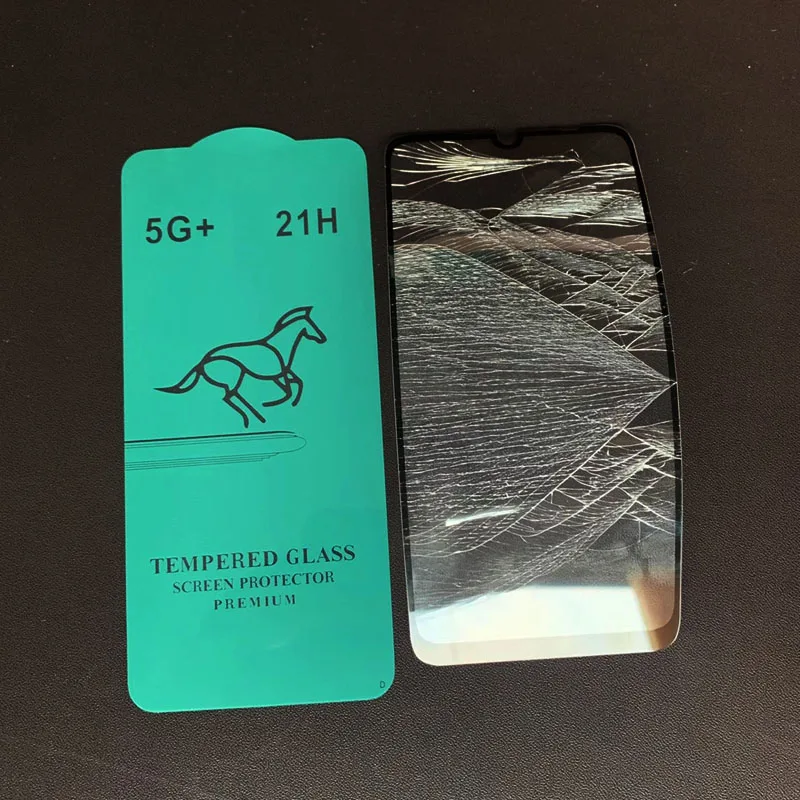 5G+ 21H
TEMPERED GLASS
SCREEN PROTECTOR
PREMIUM
D